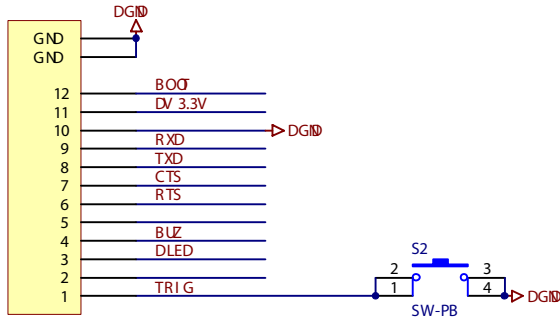 DGND
GND
GND
12 BOOT
11 DV 3.3V
10 DGND
9 RXD
8 TXD
7 CTS
6 RTS
5
4 BUZ
3 DLED
2
1 TRIG
S2
2 3
1 4
DGND
SW-PB